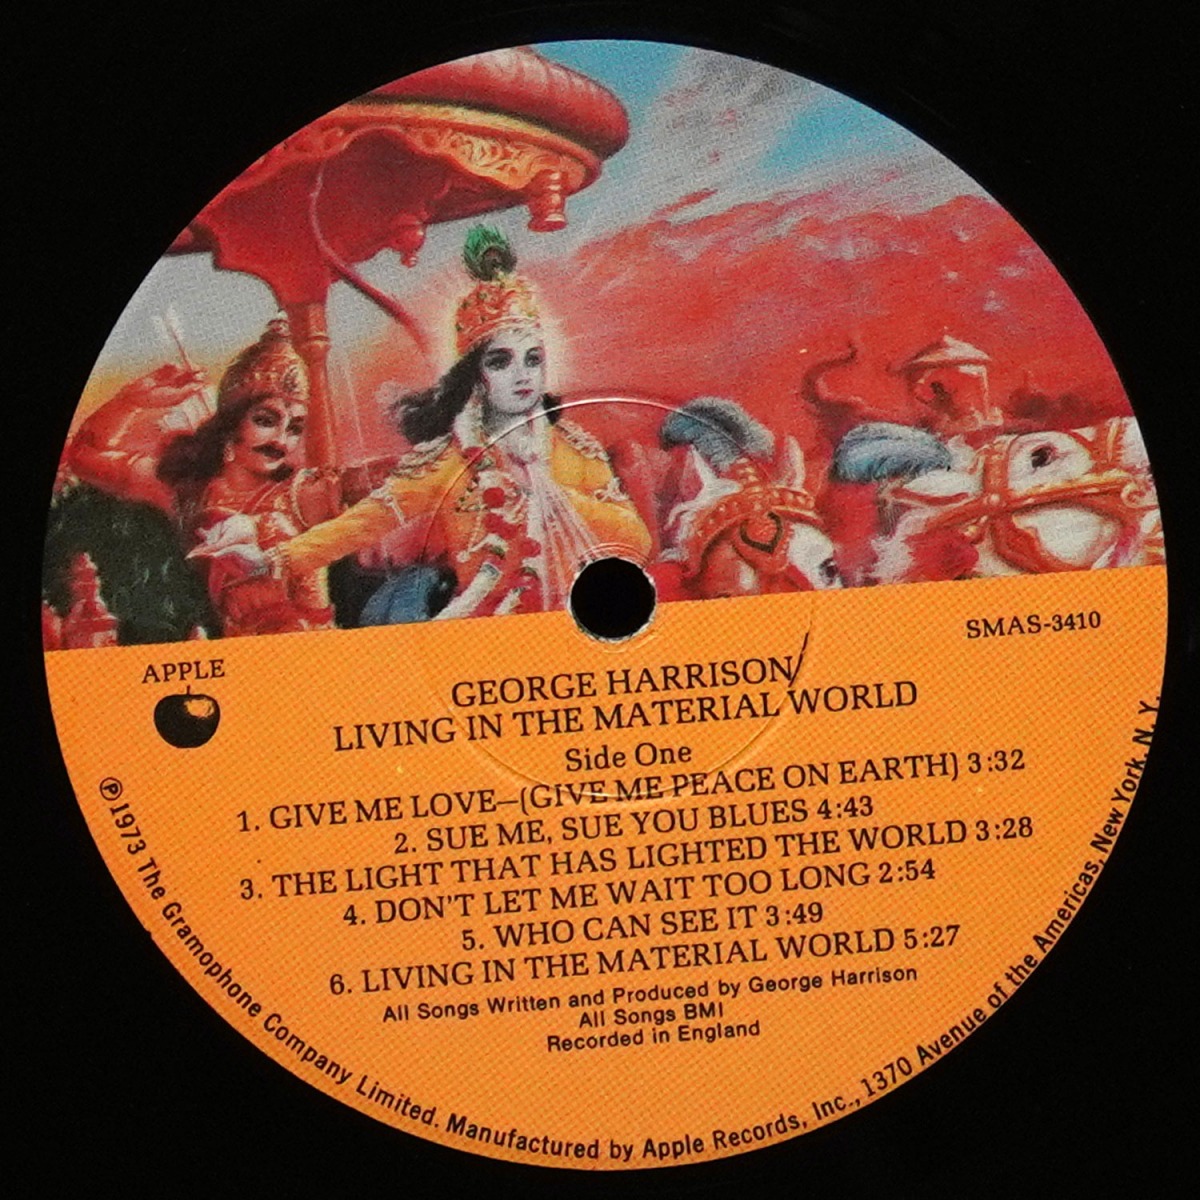 SMAS-3410
APPLE
GEORGE HARRISON/
LIVING IN THE MATERIAL WORLD
Side One
1. GIVE ME LOVE—(GIVE ME PEACE ON EARTH) 3:32
2. SUE ME, SUE YOU BLUES 4:43
3. THE LIGHT THAT HAS LIGHTED THE WORLD 3:28
4. DON'T LET ME WAIT TOO LONG 2:54
5. WHO CAN SEE IT 3:49
6. LIVING IN THE MATERIAL WORLD 5:27
All Songs Written and Produced by George Harrison
All Songs BMI
Recorded in England
℗1973 The Gramophone Company Limited. Manufactured by Apple Records, Inc., 1370 Avenue of the Americas, New York, N.Y.